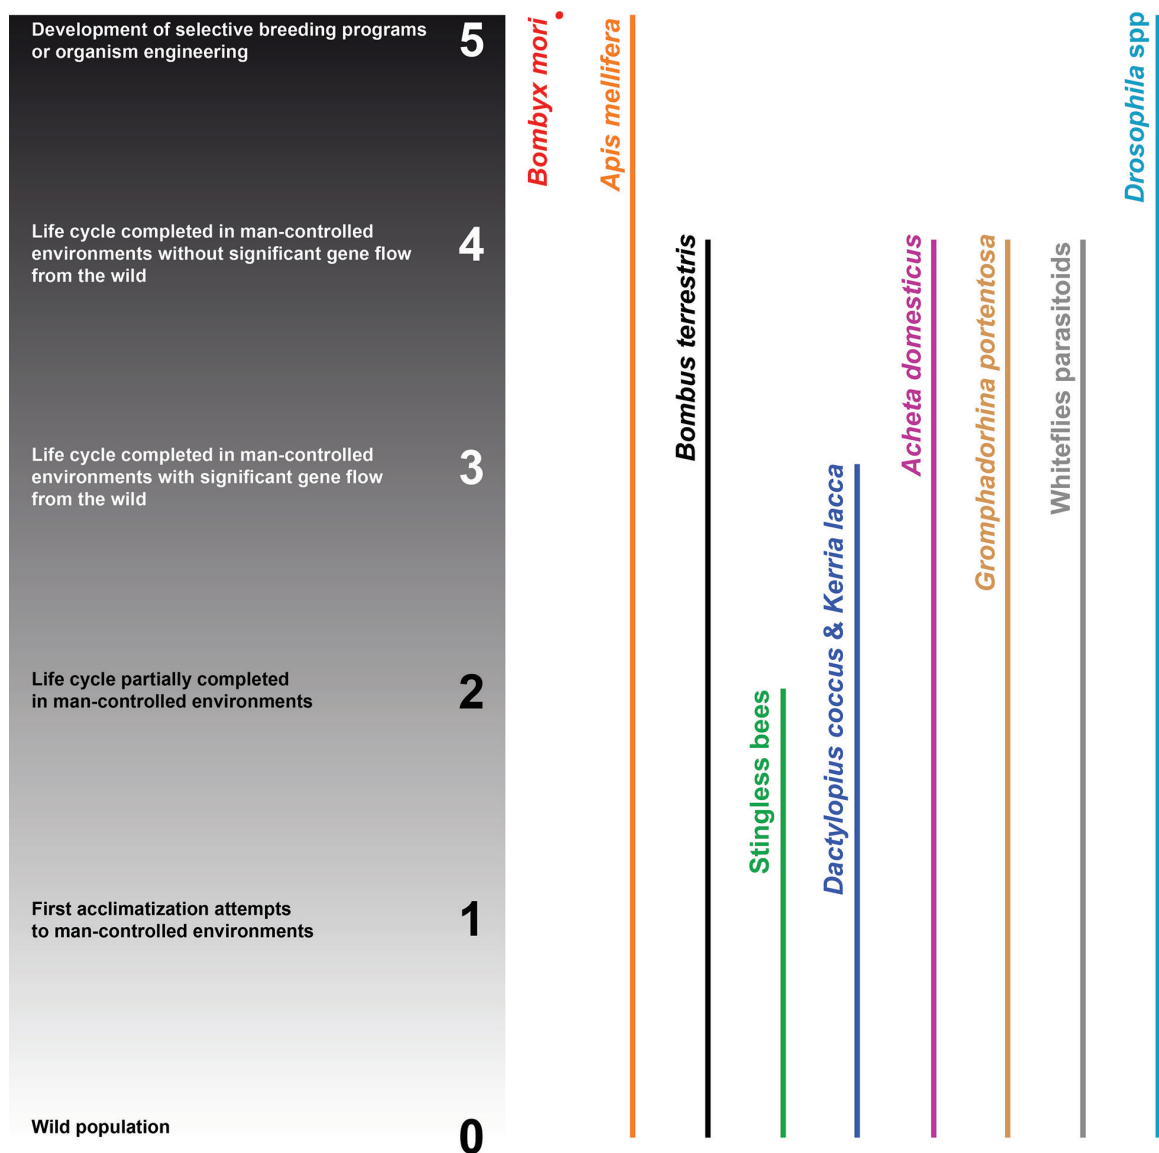 Development of selective breeding programs
or organism engineering
5
Life cycle completed in man-controlled
environments without significant gene flow
from the wild
4
Life cycle completed in man-controlled
environments with significant gene flow
from the wild
3
Life cycle partially completed
in man-controlled environments
2
First acclimatization attempts
to man-controlled environments
1
Wild population
0
Bombyx mori
Apis mellifera
Bombus terrestris
Stingless bees
Dactylopius coccus & Kerria lacca
Acheta domesticus
Gromphadorhina portentosa
Whiteflies parasitoids
Drosophila spp